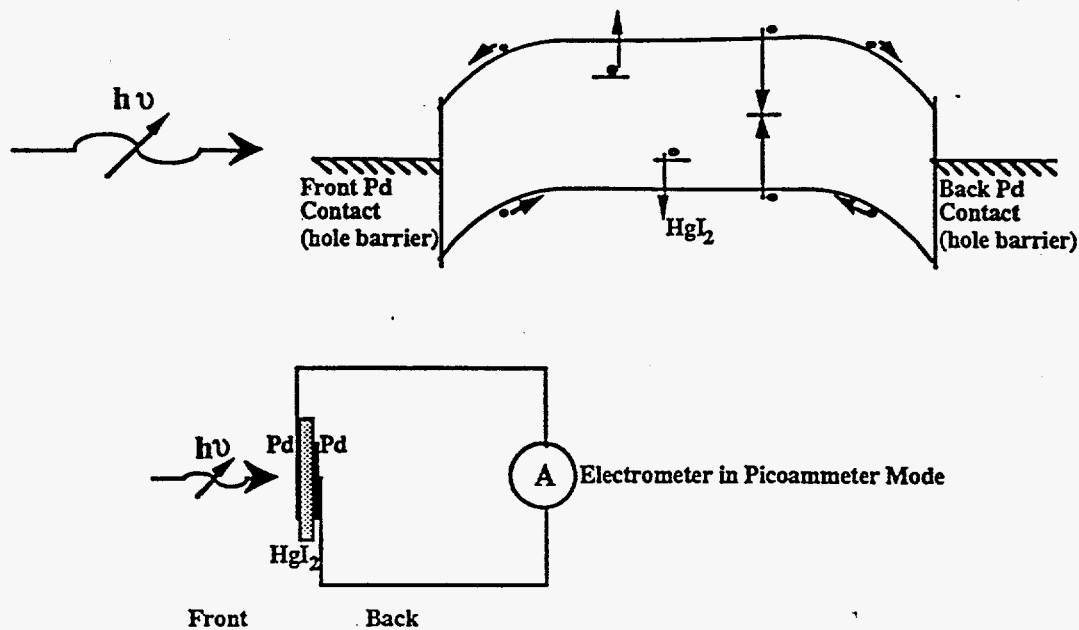 hυ
Front Pd
Contact
(hole barrier)
HgI₂
Back Pd
Contact
(hole barrier)
hυ
Pd
Pd
A
Electrometer in Picoammeter Mode
HgI₂
Front
Back